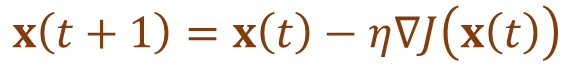 𝐱(𝑡 + 1) = 𝐱(𝑡) − 𝜂∇𝐽(𝐱(𝑡))